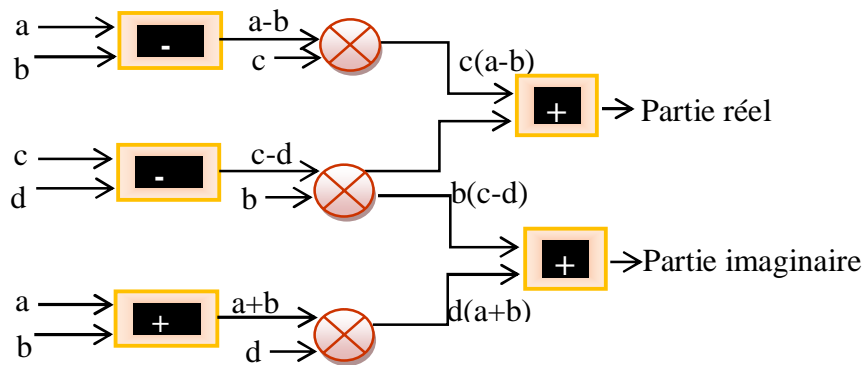 a
b
-
a-b
c
c(a-b)
+
Partie réel
c
d
-
c-d
b
b(c-d)
+
Partie imaginaire
a
b
+
a+b
d
d(a+b)